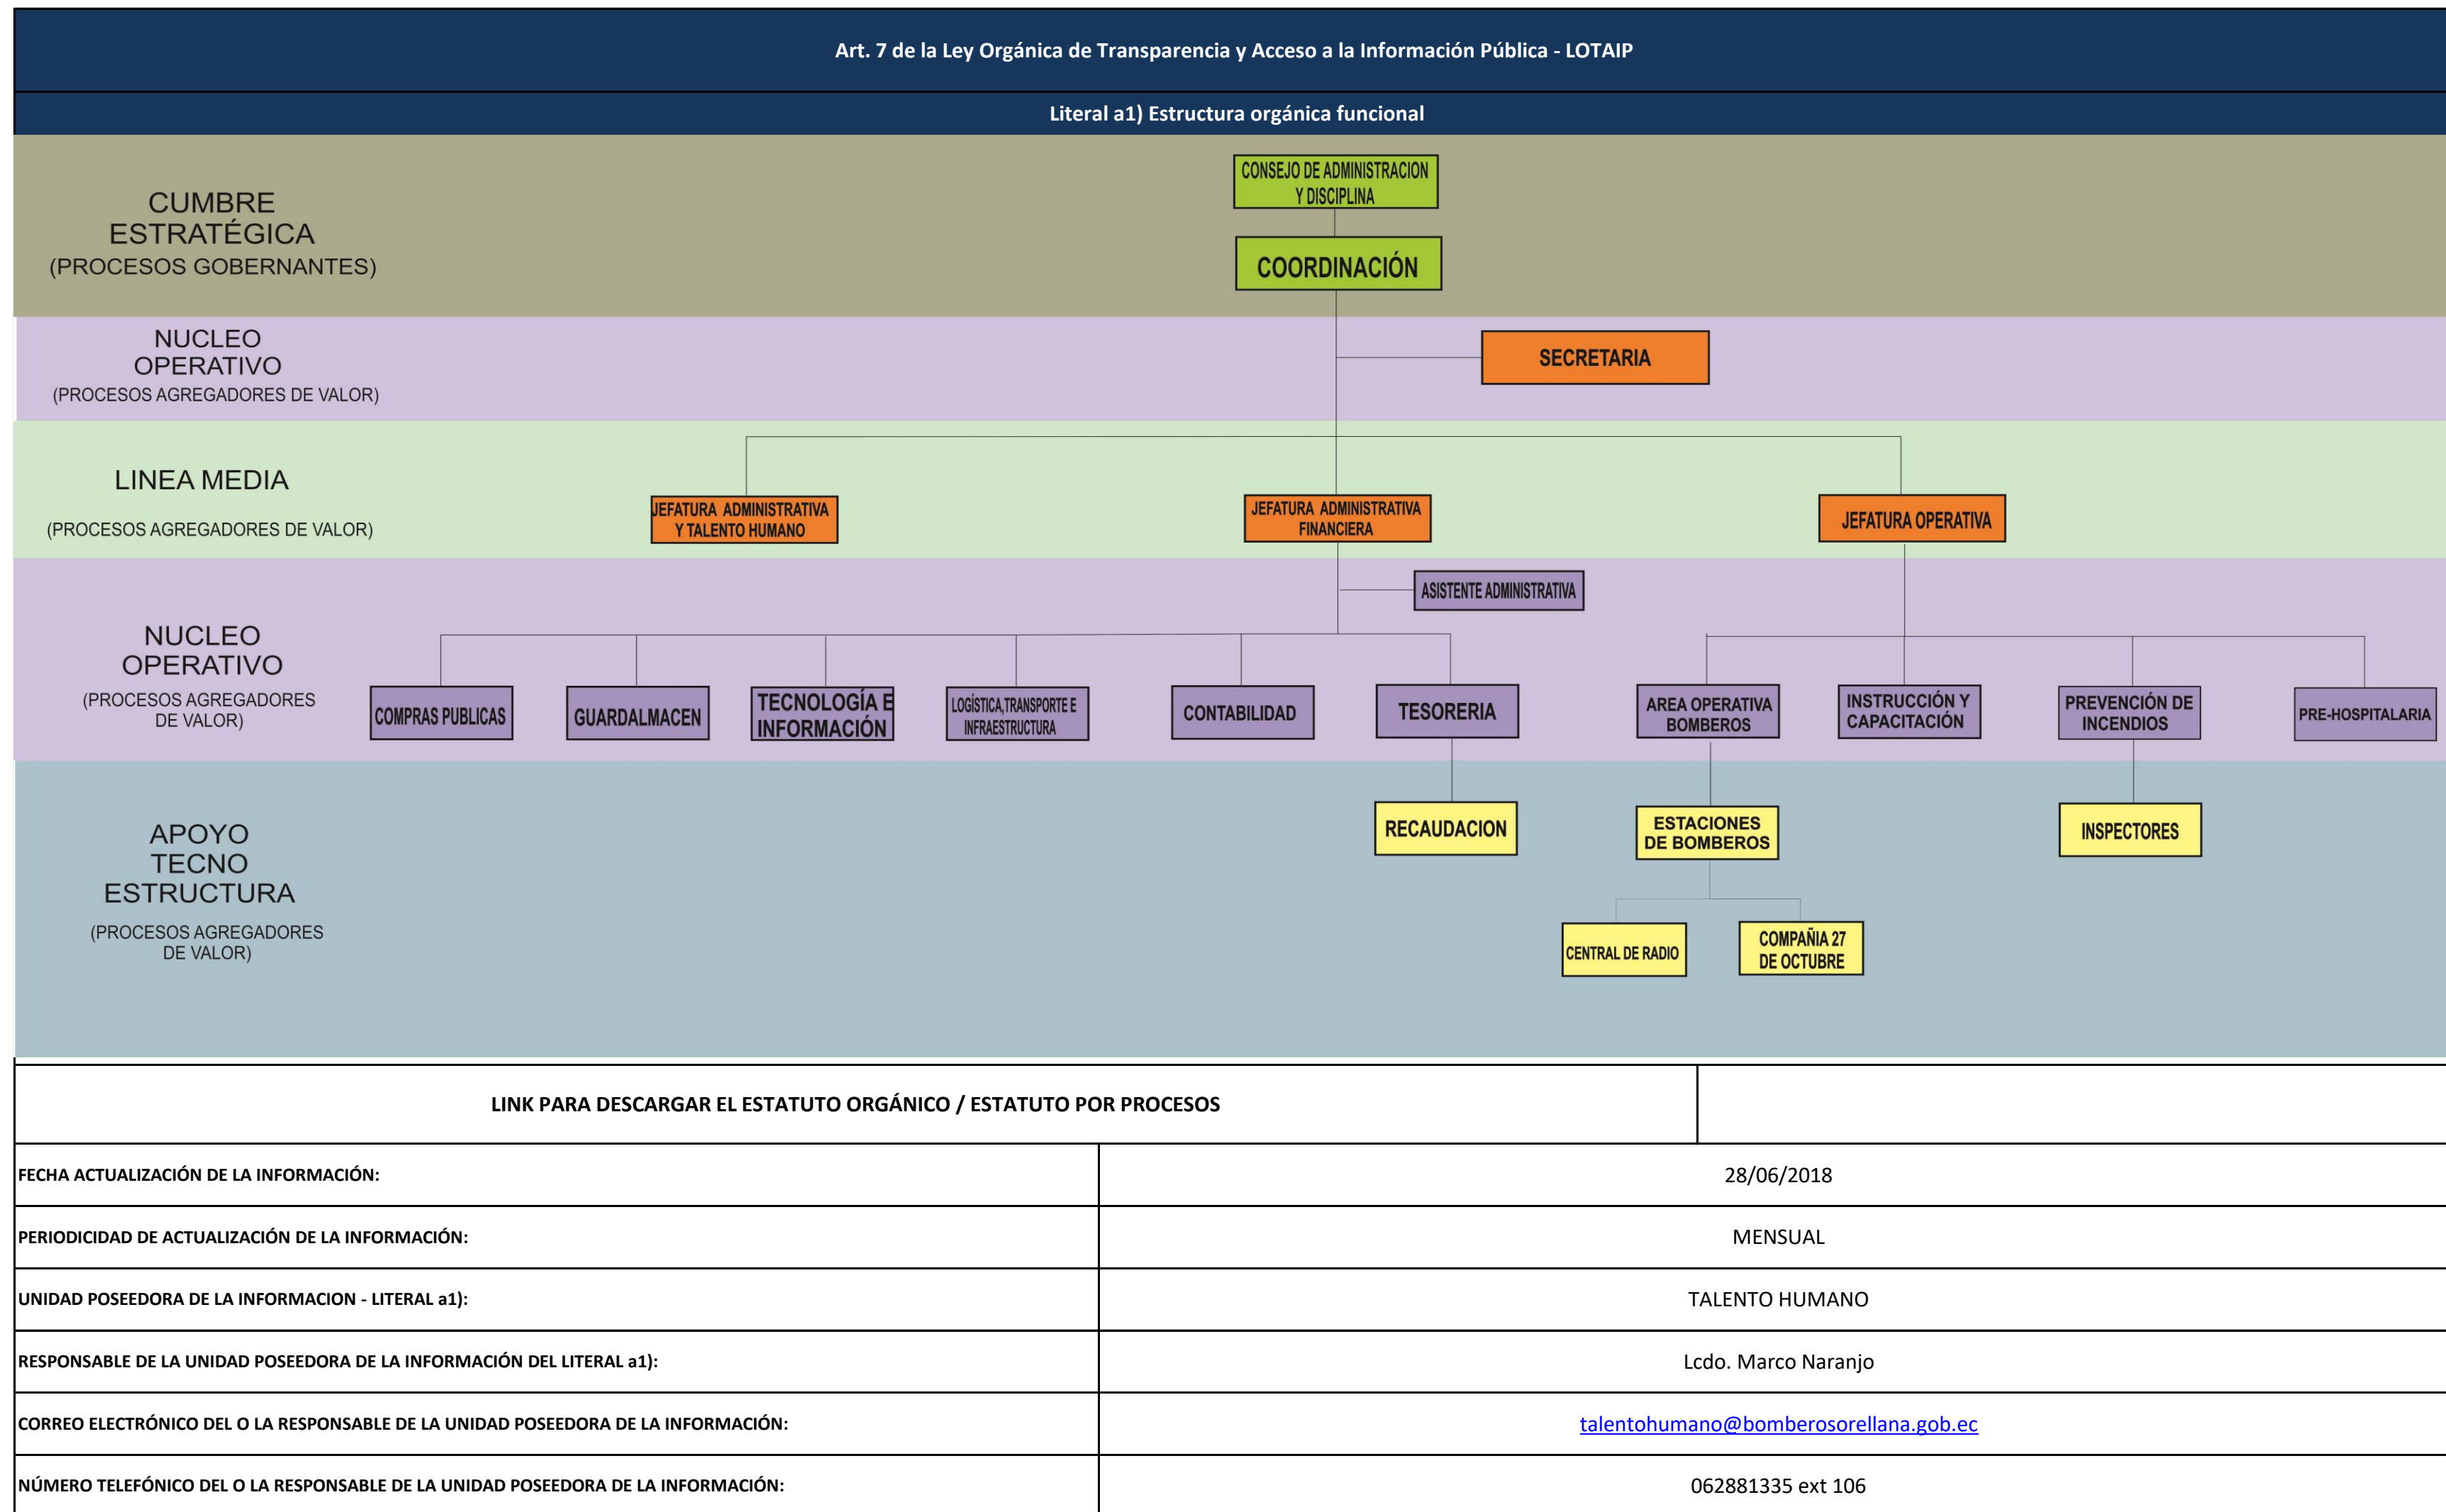 Art. 7 de la Ley Orgánica de Transparencia y Acceso a la Información Pública - LOTAIP
Literal a1) Estructura orgánica funcional
CUMBRE
ESTRATÉGICA
(PROCESOS GOBERNANTES)
CONSEJO DE ADMINISTRACION
Y DISCIPLINA
COORDINACIÓN
NUCLEO
OPERATIVO
(PROCESOS AGREGADORES DE VALOR)
SECRETARIA
LINEA MEDIA
(PROCESOS AGREGADORES DE VALOR)
JEFATURA ADMINISTRATIVA
Y TALENTO HUMANO
JEFATURA ADMINISTRATIVA
FINANCIERA
JEFATURA OPERATIVA
NUCLEO
OPERATIVO
(PROCESOS AGREGADORES
DE VALOR)
ASISTENTE ADMINISTRATIVA
COMPRAS PUBLICAS
GUARDALMACEN
TECNOLOGÍA E
INFORMACIÓN
LOGÍSTICA,TRANSPORTE E
INFRAESTRUCTURA
CONTABILIDAD
TESORERIA
AREA OPERATIVA
BOMBEROS
INSTRUCCIÓN Y
CAPACITACIÓN
PREVENCIÓN DE
INCENDIOS
PRE-HOSPITALARIA
APOYO
TECNO
ESTRUCTURA
(PROCESOS AGREGADORES
DE VALOR)
RECAUDACION
ESTACIONES
DE BOMBEROS
INSPECTORES
CENTRAL DE RADIO
COMPAÑIA 27
DE OCTUBRE
LINK PARA DESCARGAR EL ESTATUTO ORGÁNICO / ESTATUTO POR PROCESOS
FECHA ACTUALIZACIÓN DE LA INFORMACIÓN:
28/06/2018
PERIODICIDAD DE ACTUALIZACIÓN DE LA INFORMACIÓN:
MENSUAL
UNIDAD POSEEDORA DE LA INFORMACION - LITERAL a1):
TALENTO HUMANO
RESPONSABLE DE LA UNIDAD POSEEDORA DE LA INFORMACIÓN DEL LITERAL a1):
Lcdo. Marco Naranjo
CORREO ELECTRÓNICO DEL O LA RESPONSABLE DE LA UNIDAD POSEEDORA DE LA INFORMACIÓN:
talentohumano@bomberosorellana.gob.ec
NÚMERO TELEFÓNICO DEL O LA RESPONSABLE DE LA UNIDAD POSEEDORA DE LA INFORMACIÓN:
062881335 ext 106